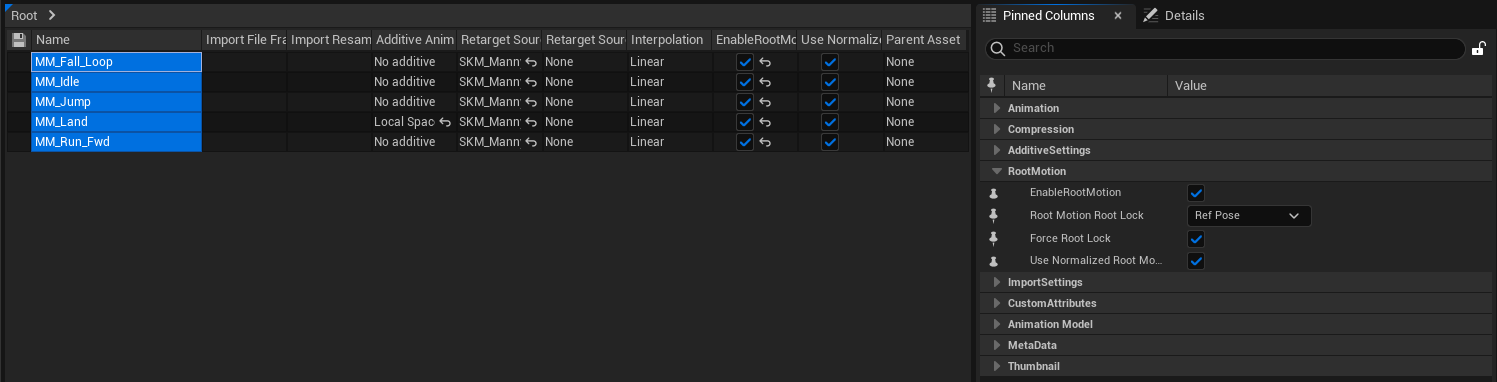 Root
Name Import File Fra Import Resam Additive Anim Retarget Sourc Retarget Sourc Interpolation EnableRootMo Use Normalize Parent Asset
MM_Fall_Loop No additive SKM_Mann None Linear None
MM_Idle No additive SKM_Mann None Linear None
MM_Jump No additive SKM_Mann None Linear None
MM_Land Local Spac SKM_Mann None Linear None
MM_Run_Fwd No additive SKM_Mann None Linear None
Pinned Columns Details
Search
Name Value
Animation
Compression
AdditiveSettings
RootMotion
EnableRootMotion
Root Motion Root Lock Ref Pose
Force Root Lock
Use Normalized Root Mo...
ImportSettings
CustomAttributes
Animation Model
MetaData
Thumbnail